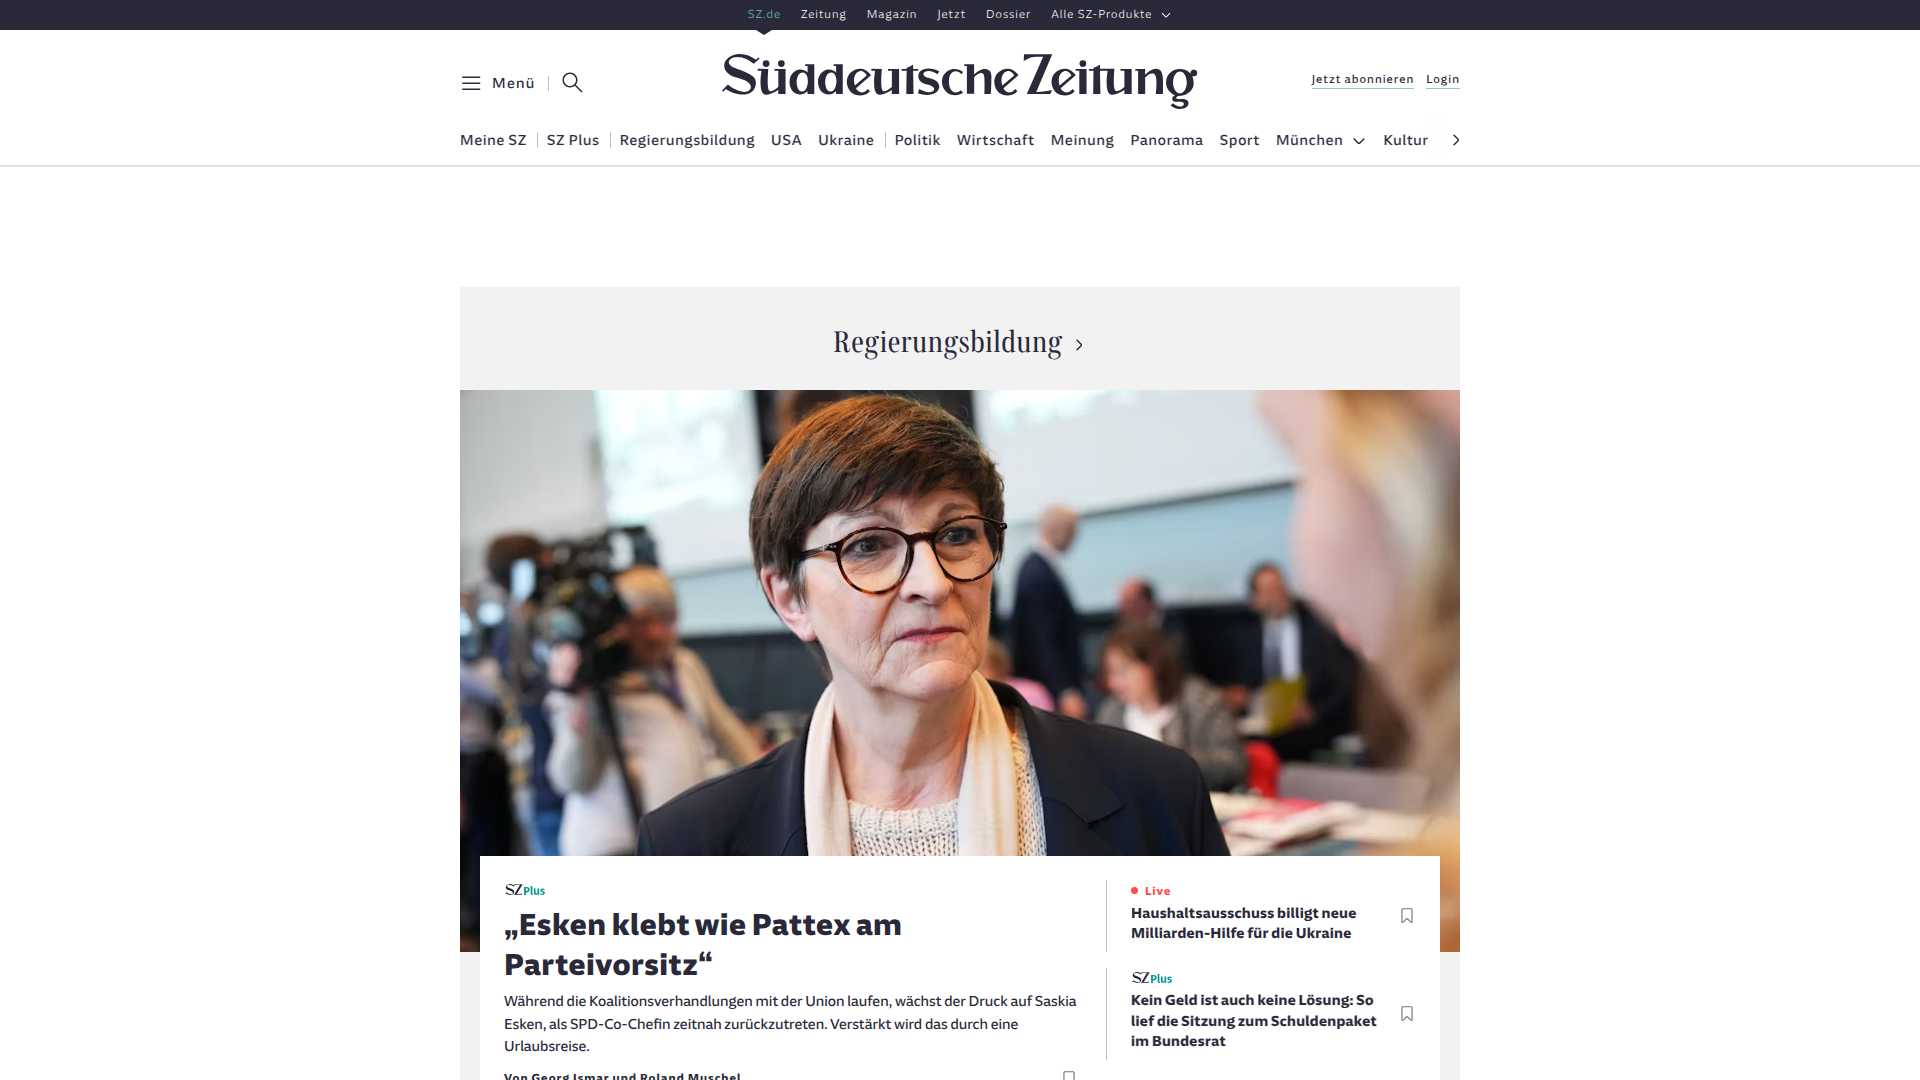 SZ.de Zeitung Magazin Jetzt Dossier Alle SZ-Produkte
Menü
Süddeutsche Zeitung
Jetzt abonnieren Login
Meine SZ SZ Plus Regierungsbildung USA Ukraine Politik Wirtschaft Meinung Panorama Sport München Kultur
Regierungsbildung
SZ Plus
„Esken klebt wie Pattex am
Parteivorsitz“
Während die Koalitionsverhandlungen mit der Union laufen, wächst der Druck auf Saskia
Esken, als SPD-Co-Chefin zeitnah zurückzutreten. Verstärkt wird das durch eine
Urlaubsreise.
Von Georg Ismar und Roland Muschel
Live
Haushaltsausschuss billigt neue
Milliarden-Hilfe für die Ukraine
SZ Plus
Kein Geld ist auch keine Lösung: So
lief die Sitzung zum Schuldenpaket
im Bundesrat